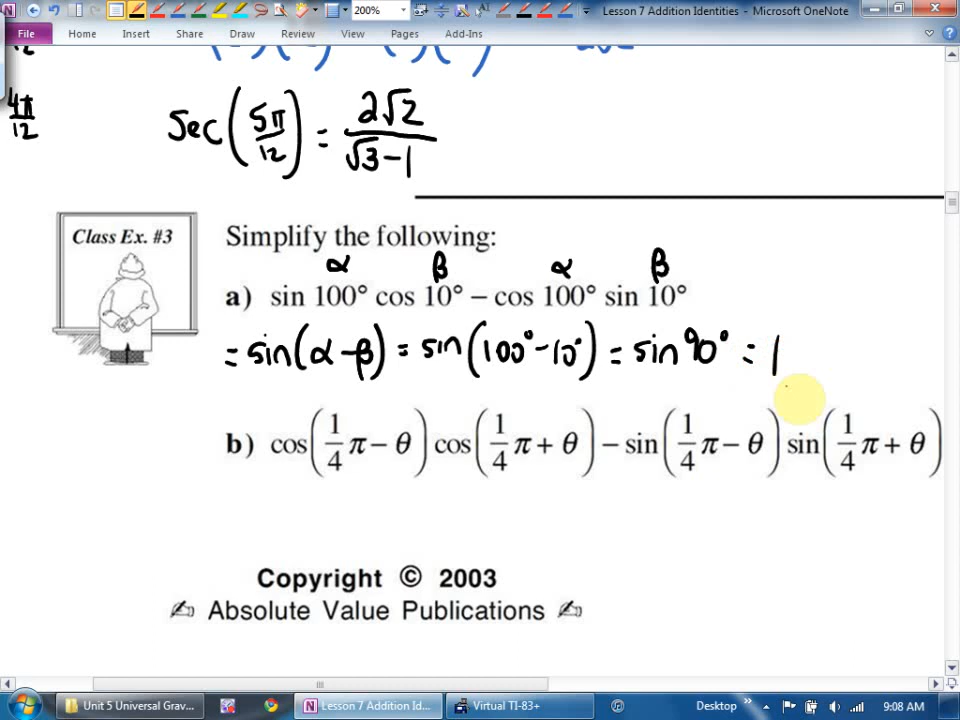 200%
Lesson 7 Addition Identities - Microsoft OneNote
File Home Insert Share Draw Review View Pages Add-Ins
12
4π/12
sec(5π/12) = 2√2/(√3-1)
Class Ex. #3
Simplify the following:
α β α β
a) sin 100° cos 10° – cos 100° sin 10°
= sin(α-β) = sin(100°-10°) = sin 90° = 1
b) cos(1/4 π – θ) cos(1/4 π + θ) – sin(1/4 π – θ) sin(1/4 π + θ)
Copyright © 2003
✍ Absolute Value Publications ✍
Unit 5 Universal Grav... Lesson 7 Addition Id... Virtual TI-83+ Desktop 9:08 AM